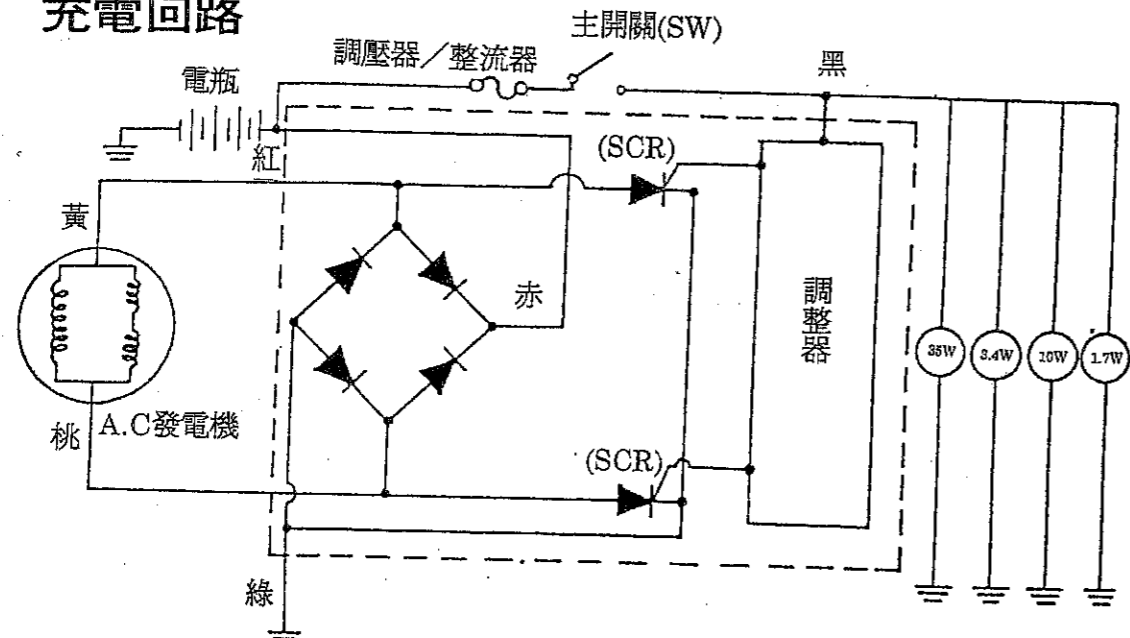 充電回路
主開關(SW)
調壓器／整流器
黑
電瓶
(SCR)
紅
黃
赤
調整器
35W
3.4W
10W
1.7W
桃
A.C發電機
(SCR)
綠